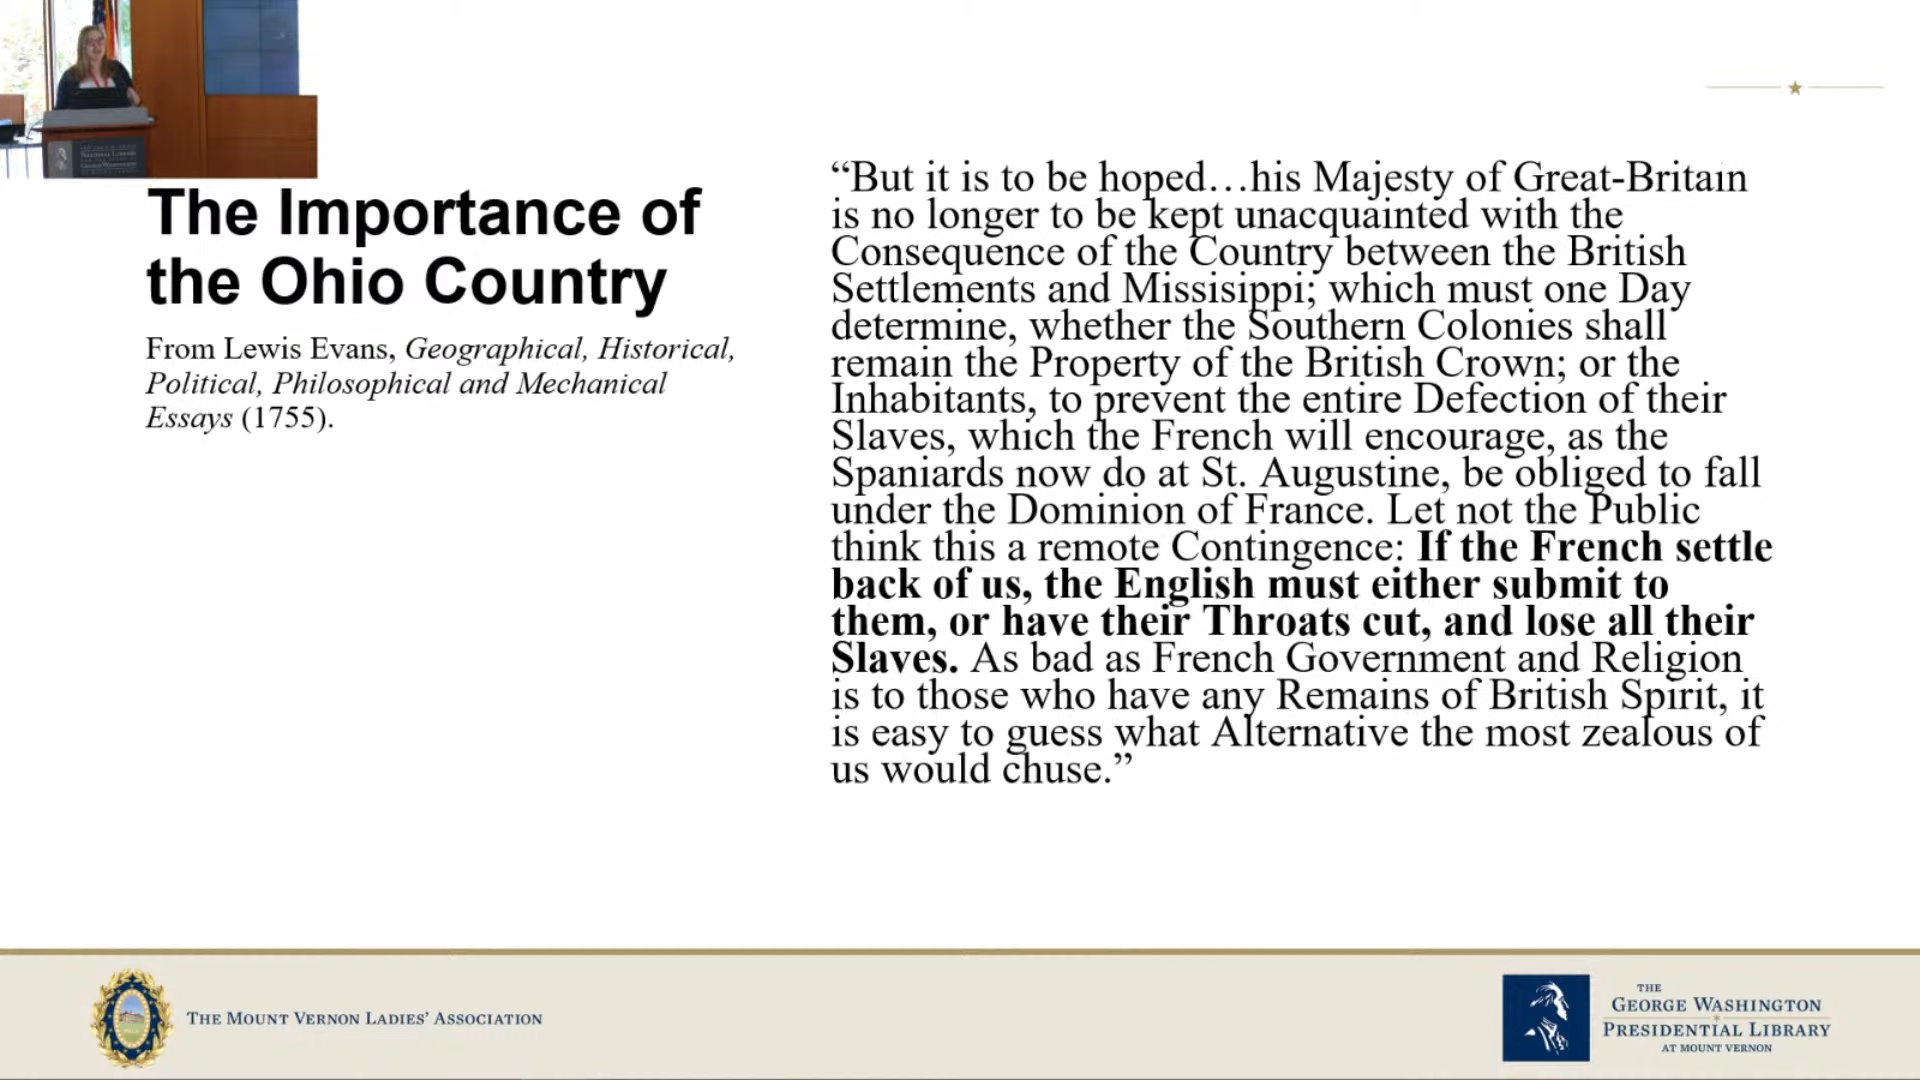 The Importance of
the Ohio Country
From Lewis Evans, Geographical, Historical,
Political, Philosophical and Mechanical
Essays (1755).
“But it is to be hoped…his Majesty of Great-Britain
is no longer to be kept unacquainted with the
Consequence of the Country between the British
Settlements and Missisippi; which must one Day
determine, whether the Southern Colonies shall
remain the Property of the British Crown; or the
Inhabitants, to prevent the entire Defection of their
Slaves, which the French will encourage, as the
Spaniards now do at St. Augustine, be obliged to fall
under the Dominion of France. Let not the Public
think this a remote Contingence: If the French settle
back of us, the English must either submit to
them, or have their Throats cut, and lose all their
Slaves. As bad as French Government and Religion
is to those who have any Remains of British Spirit, it
is easy to guess what Alternative the most zealous of
us would chuse.”
THE MOUNT VERNON LADIES’ ASSOCIATION
THE
GEORGE WASHINGTON
PRESIDENTIAL LIBRARY
AT MOUNT VERNON